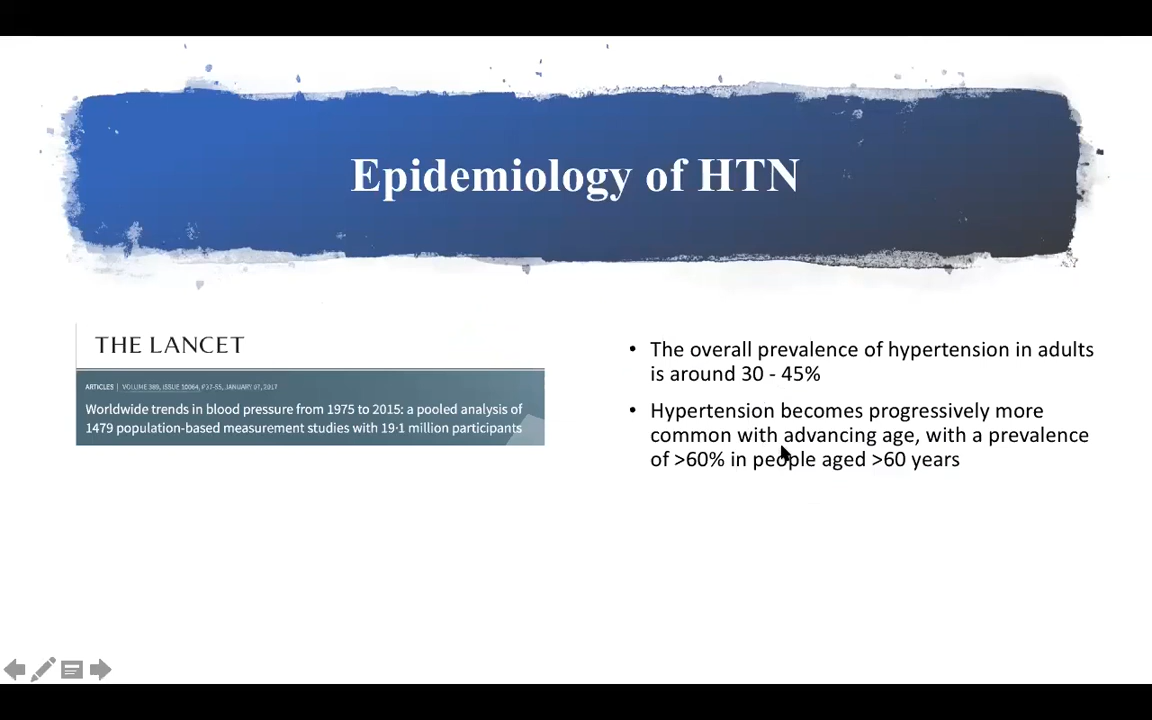 Epidemiology of HTN
THE LANCET
ARTICLES | VOLUME 389, ISSUE 10064, P37-55, JANUARY 07, 2017
Worldwide trends in blood pressure from 1975 to 2015: a pooled analysis of
1479 population-based measurement studies with 19·1 million participants
• The overall prevalence of hypertension in adults
is around 30 - 45%
• Hypertension becomes progressively more
common with advancing age, with a prevalence
of >60% in people aged >60 years